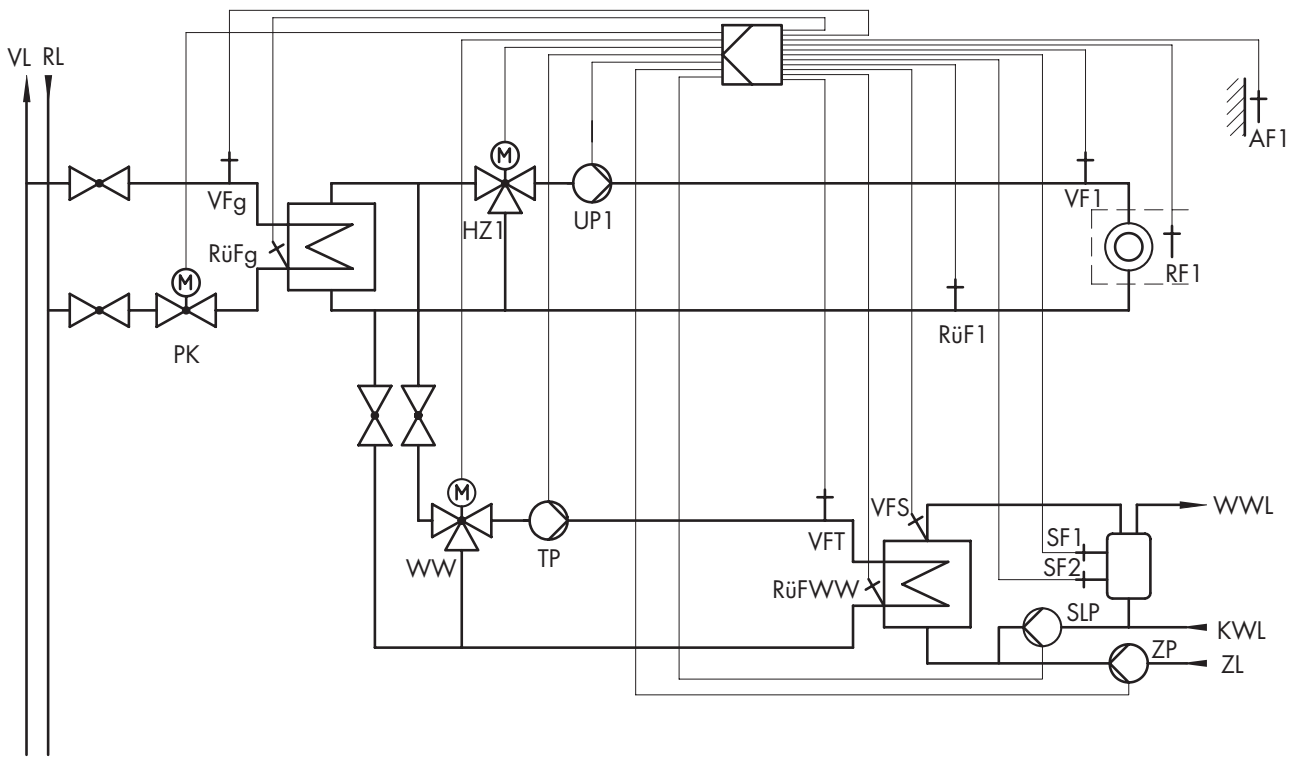 VL RL
AF1
M
VFg
HZ1
UP1
VF1
RüFg
RF1
M
PK
RüF1
M
WW
TP
VFT
VFS
WWL
SF1
SF2
RüFWW
SLP
KWL
ZP
ZL